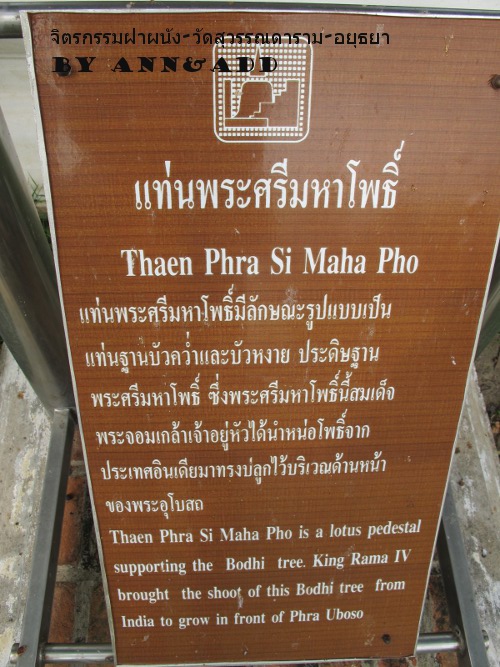 จิตรกรรมฝาผนัง-วัดสุวรรณดาราม-อยุธยา
BY ANN&ADD
แท่นพระศรีมหาโพธิ์
Thaen Phra Si Maha Pho
แท่นพระศรีมหาโพธิ์มีลักษณะรูปแบบเป็น
แท่นฐานบัวคว่ำและบัวหงาย ประดิษฐาน
พระศรีมหาโพธิ์ ซึ่งพระศรีมหาโพธิ์นี้สมเด็จ
พระจอมเกล้าเจ้าอยู่หัวได้นำหน่อโพธิ์จาก
ประเทศอินเดียมาทรงปลูกไว้บริเวณด้านหน้า
ของพระอุโบสถ
Thaen Phra Si Maha Pho is a lotus pedestal
supporting the Bodhi tree. King Rama IV
brought the shoot of this Bodhi tree from
India to grow in front of Phra Uboso